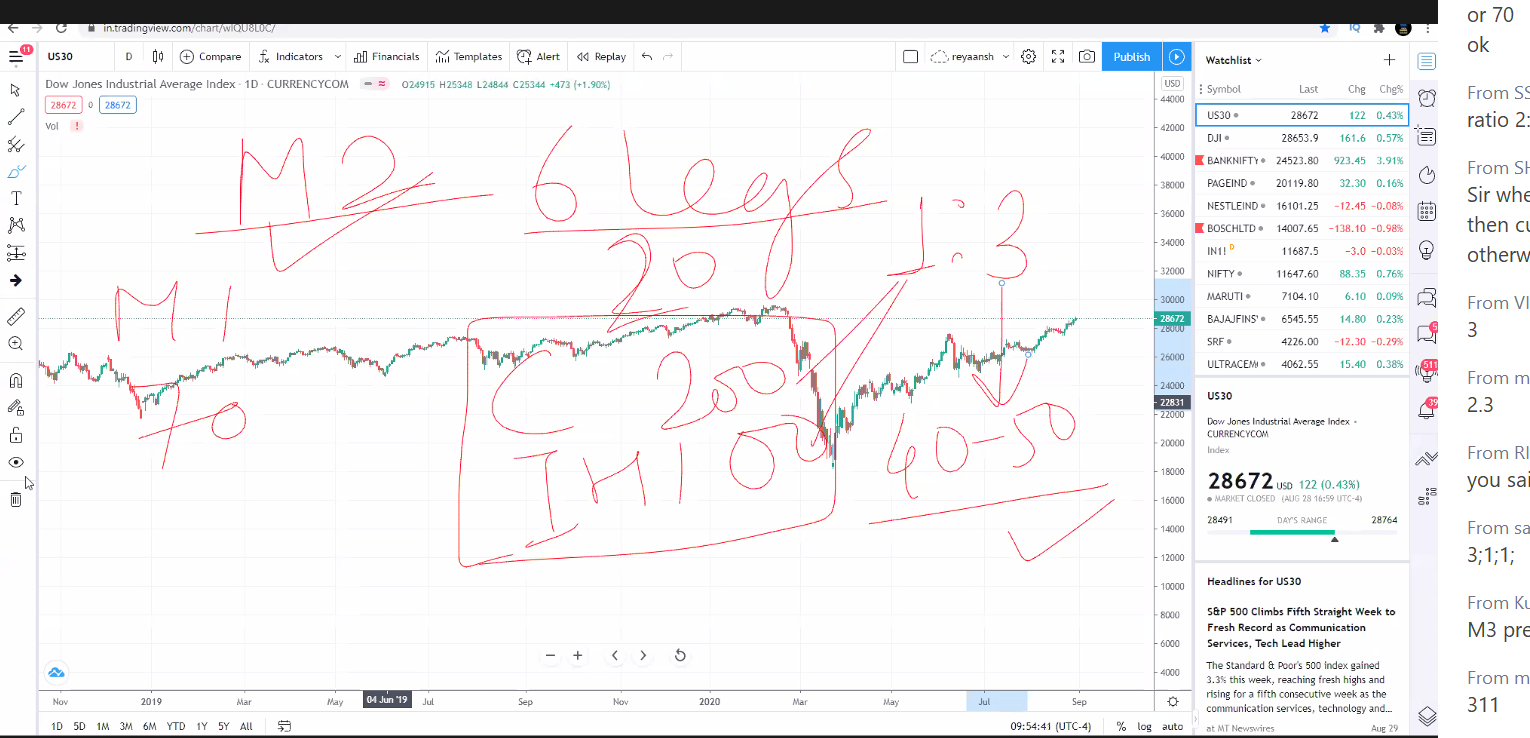 in.tradingview.com/chart/wIQU8L0C/
11
US30 D Compare Indicators Financials Templates Alert Replay reyaansh Publish
Dow Jones Industrial Average Index · 1D · CURRENCYCOM O24915 H25348 L24844 C25344 +473 (+1.90%)
28672 0 28672
Vol !
M2 6 legs 1:3
20
M1
70
C 250
TM1 00 40-50
USD
44000
42000
40000
38000
36000
34000
32000
30000
28672
28000
26000
24000
22831
22000
20000
18000
16000
14000
12000
10000
8000
6000
4000
Nov 2019 Mar May 04 Jun '19 Jul Sep Nov 2020 Mar May Jul Sep
1D 5D 1M 3M 6M YTD 1Y 5Y All 09:54:41 (UTC-4) % log auto
Watchlist
Symbol Last Chg Chg%
US30 28672 122 0.43%
DJI 28653.9 161.6 0.57%
BANKNIFTY 24523.80 923.45 3.91%
PAGEIND 20119.80 32.30 0.16%
NESTLEIND 16101.25 −12.45 −0.08%
BOSCHLTD 14007.65 −138.10 −0.98%
IN1! D 11687.5 −3.0 −0.03%
NIFTY 11647.60 88.35 0.76%
MARUTI 7104.10 6.10 0.09%
BAJAJFINS' 6545.55 14.80 0.23%
SRF 4226.00 −12.30 −0.29%
ULTRACEM 4062.55 15.40 0.38%
US30
Dow Jones Industrial Average Index ·
CURRENCYCOM
Index
28672 USD 122 (0.43%)
MARKET CLOSED (AUG 28 16:59 UTC-4)
28491 DAY'S RANGE 28764
Headlines for US30
S&P 500 Climbs Fifth Straight Week to
Fresh Record as Communication
Services, Tech Lead Higher
The Standard & Poor's 500 index gained
3.3% this week, reaching fresh highs and
rising for a fifth consecutive week as the
communication services, technology and...
at MT Newswires Aug 29
5
511
39
or 70
ok
From SS
ratio 2:
From SH
Sir whe
then cu
otherw
From VI
3
From m
2.3
From RI
you sai
From sa
3;1;1;
From Ku
M3 pre
From m
311